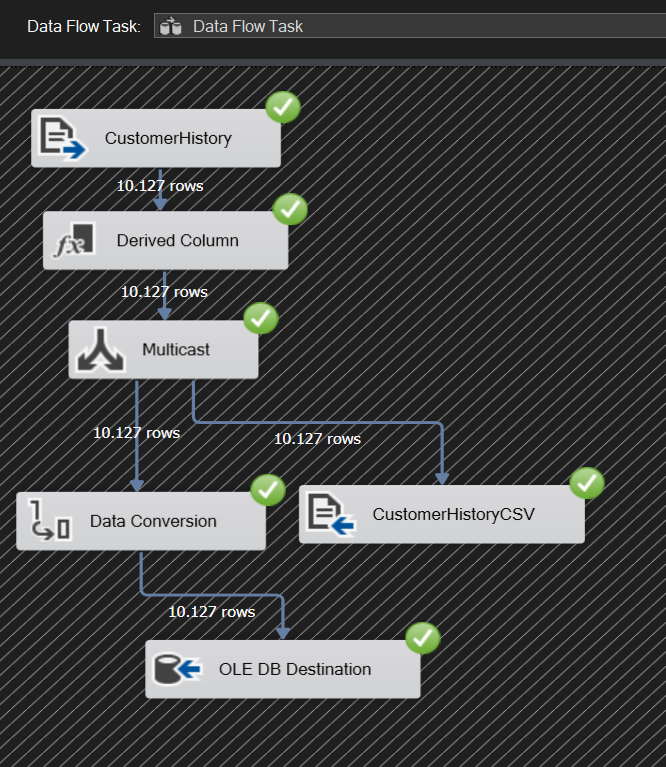 Data Flow Task: Data Flow Task
CustomerHistory
10.127 rows
fx Derived Column
10.127 rows
Multicast
10.127 rows
10.127 rows
Data Conversion
CustomerHistoryCSV
10.127 rows
OLE DB Destination